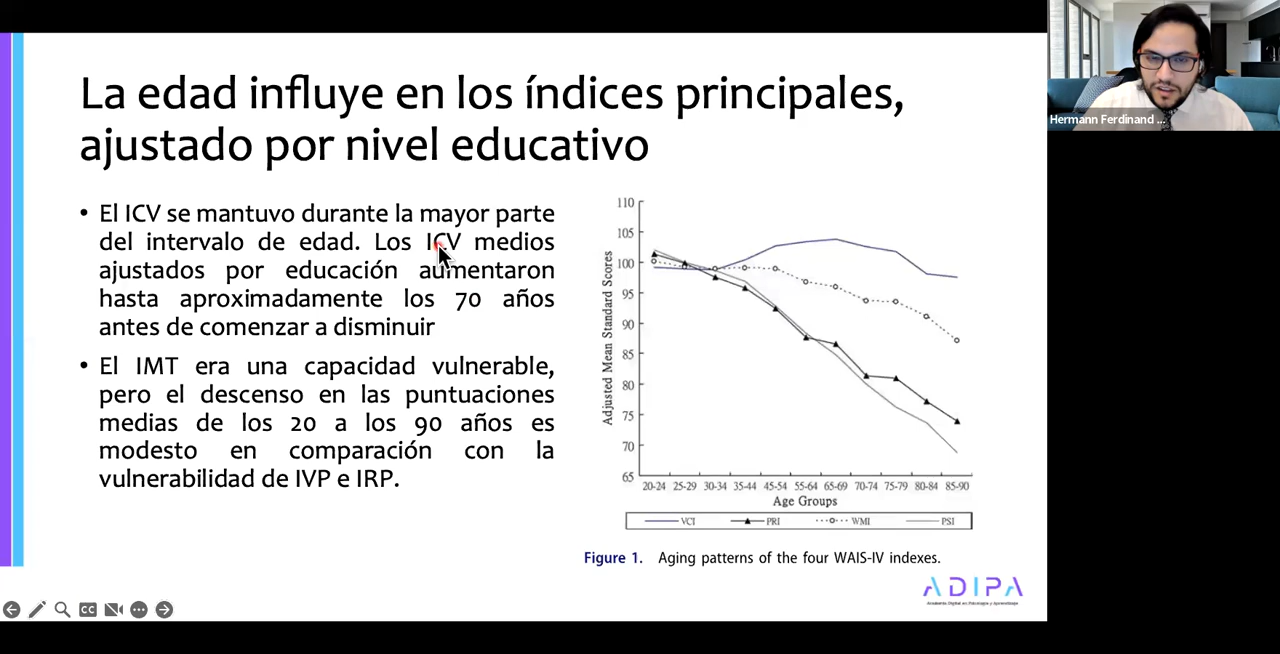 La edad influye en los índices principales,
ajustado por nivel educativo
• El ICV se mantuvo durante la mayor parte
del intervalo de edad. Los ICV medios
ajustados por educación aumentaron
hasta aproximadamente los 70 años
antes de comenzar a disminuir
• El IMT era una capacidad vulnerable,
pero el descenso en las puntuaciones
medias de los 20 a los 90 años es
modesto en comparación con la
vulnerabilidad de IVP e IRP.
Adjusted Mean Standard Scores
110
105
100
95
90
85
80
75
70
65
20-24 25-29 30-34 35-44 45-54 55-64 65-69 70-74 75-79 80-84 85-90
Age Groups
VCI PRI WMI PSI
Figure 1. Aging patterns of the four WAIS-IV indexes.
ADIPA
Academia Digital en Psicología y Aprendizaje
CC
Hermann Ferdinand ...